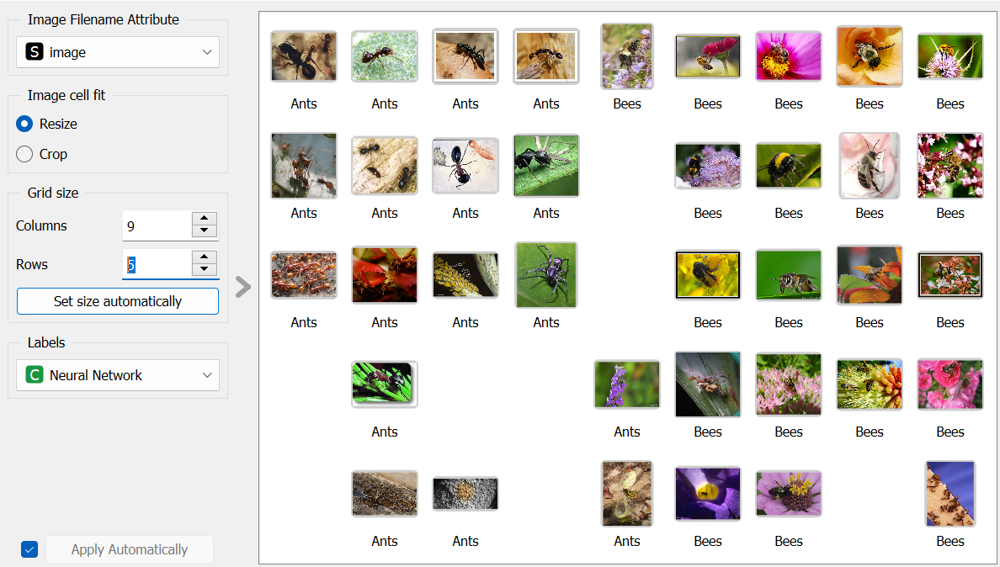 Image Filename Attribute
S image
Image cell fit
Resize
Crop
Grid size
Columns 9
Rows 5
Set size automatically
Labels
C Neural Network
Apply Automatically
Ants Ants Ants Ants Bees Bees Bees Bees Bees
Ants Ants Ants Ants Bees Bees Bees Bees
Ants Ants Ants Ants Bees Bees Bees Bees
Ants Ants Bees Bees Bees Bees
Ants Ants Ants Bees Bees Bees